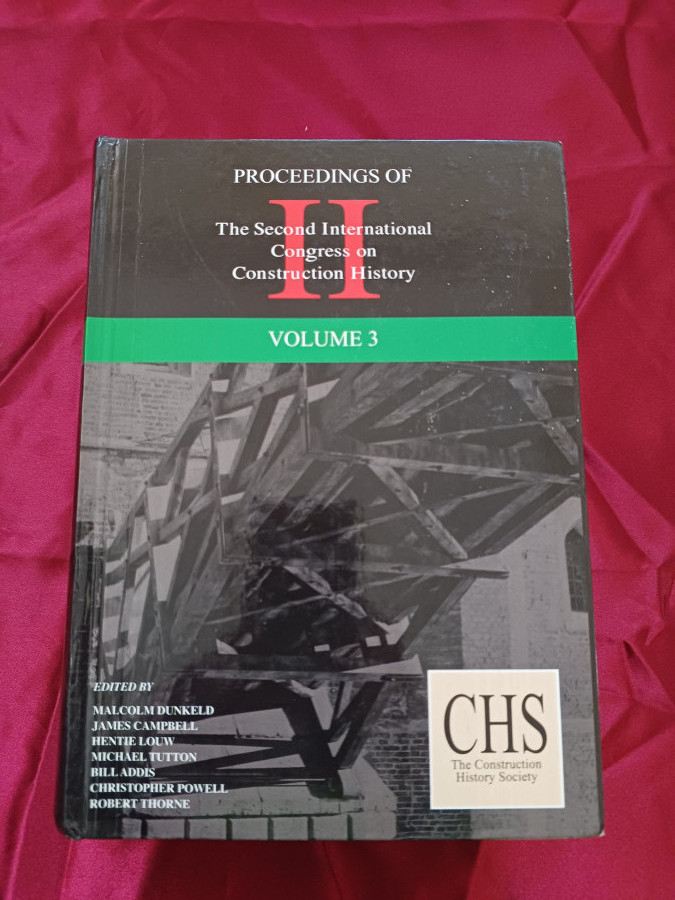 PROCEEDINGS OF
II
The Second International
Congress on
Construction History
VOLUME 3
EDITED BY
MALCOLM DUNKELD
JAMES CAMPBELL
HENTIE LOUW
MICHAEL TUTTON
BILL ADDIS
CHRISTOPHER POWELL
ROBERT THORNE
CHS
The Construction
History Society